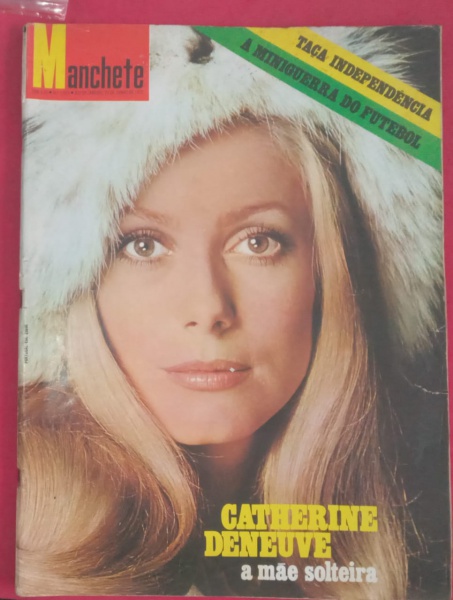 Manchete
TAÇA INDEPENDÊNCIA
A MINIGUERRA DO FUTEBOL
CATHERINE
DENEUVE
a mãe solteira